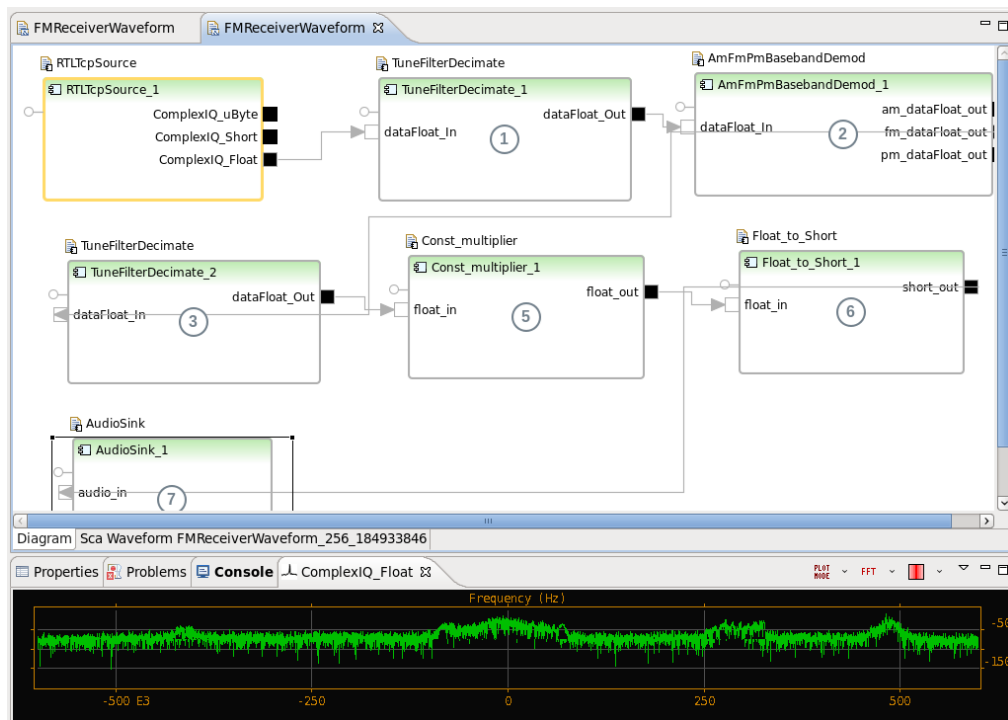 FMReceiverWaveform
FMReceiverWaveform
RTLTcpSource
TuneFilterDecimate
AmFmPmBasebandDemod
RTLTcpSource_1
ComplexIQ_uByte
ComplexIQ_Short
ComplexIQ_Float
TuneFilterDecimate_1
dataFloat_Out
dataFloat_In
1
AmFmPmBasebandDemod_1
am_dataFloat_out
dataFloat_In
fm_dataFloat_out
pm_dataFloat_out
2
TuneFilterDecimate
Const_multiplier
Float_to_Short
TuneFilterDecimate_2
dataFloat_Out
dataFloat_In
3
Const_multiplier_1
float_out
float_in
5
Float_to_Short_1
short_out
float_in
6
AudioSink
AudioSink_1
audio_in
7
Diagram
Sca Waveform FMReceiverWaveform_256_184933846
Properties
Problems
Console
ComplexIQ_Float
PLOT
MODE
FFT
Frequency (Hz)
-50
-150
-500 E3
-250
0
250
500